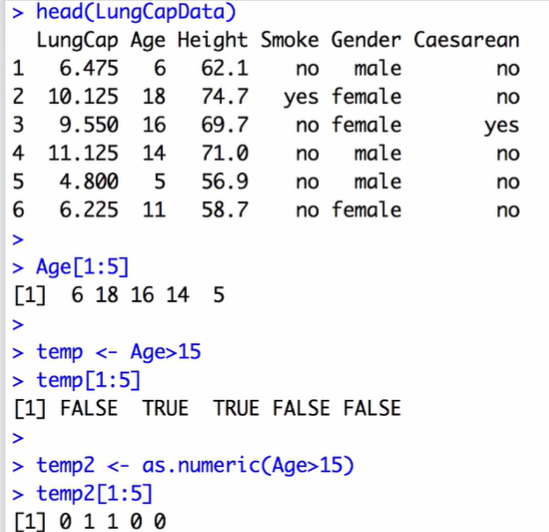 > head(LungCapData)
  LungCap Age Height Smoke Gender Caesarean
1   6.475   6   62.1    no   male        no
2  10.125  18   74.7   yes female        no
3   9.550  16   69.7    no female       yes
4  11.125  14   71.0    no   male        no
5   4.800   5   56.9    no   male        no
6   6.225  11   58.7    no female        no
>
> Age[1:5]
[1]  6 18 16 14  5
>
> temp <- Age>15
> temp[1:5]
[1] FALSE  TRUE  TRUE FALSE FALSE
>
> temp2 <- as.numeric(Age>15)
> temp2[1:5]
[1] 0 1 1 0 0